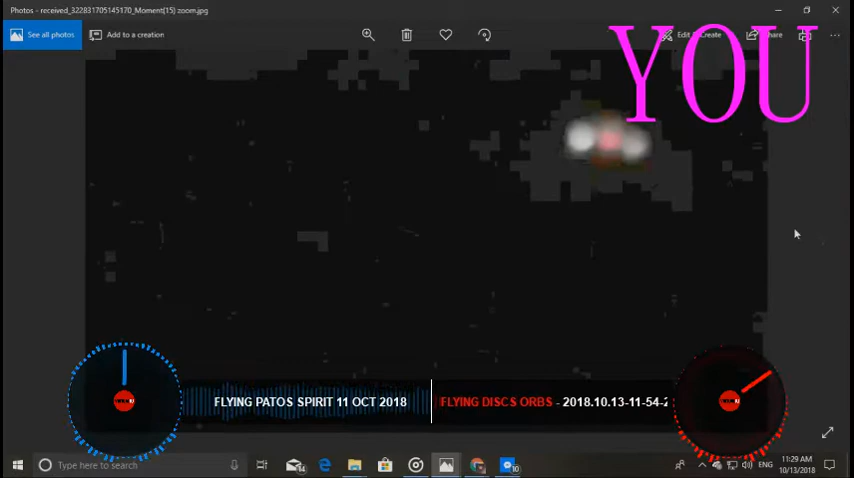 Photos - received_322831705145170_Moment(15) zoom.jpg
See all photos
Add to a creation
Edit & Create
Share
YOU
FLYING PATOS SPIRIT 11 OCT 2018
FLYING DISCS ORBS - 2018.10.13-11-54-2
Type here to search
14
10
ENG
11:29 AM
10/13/2018